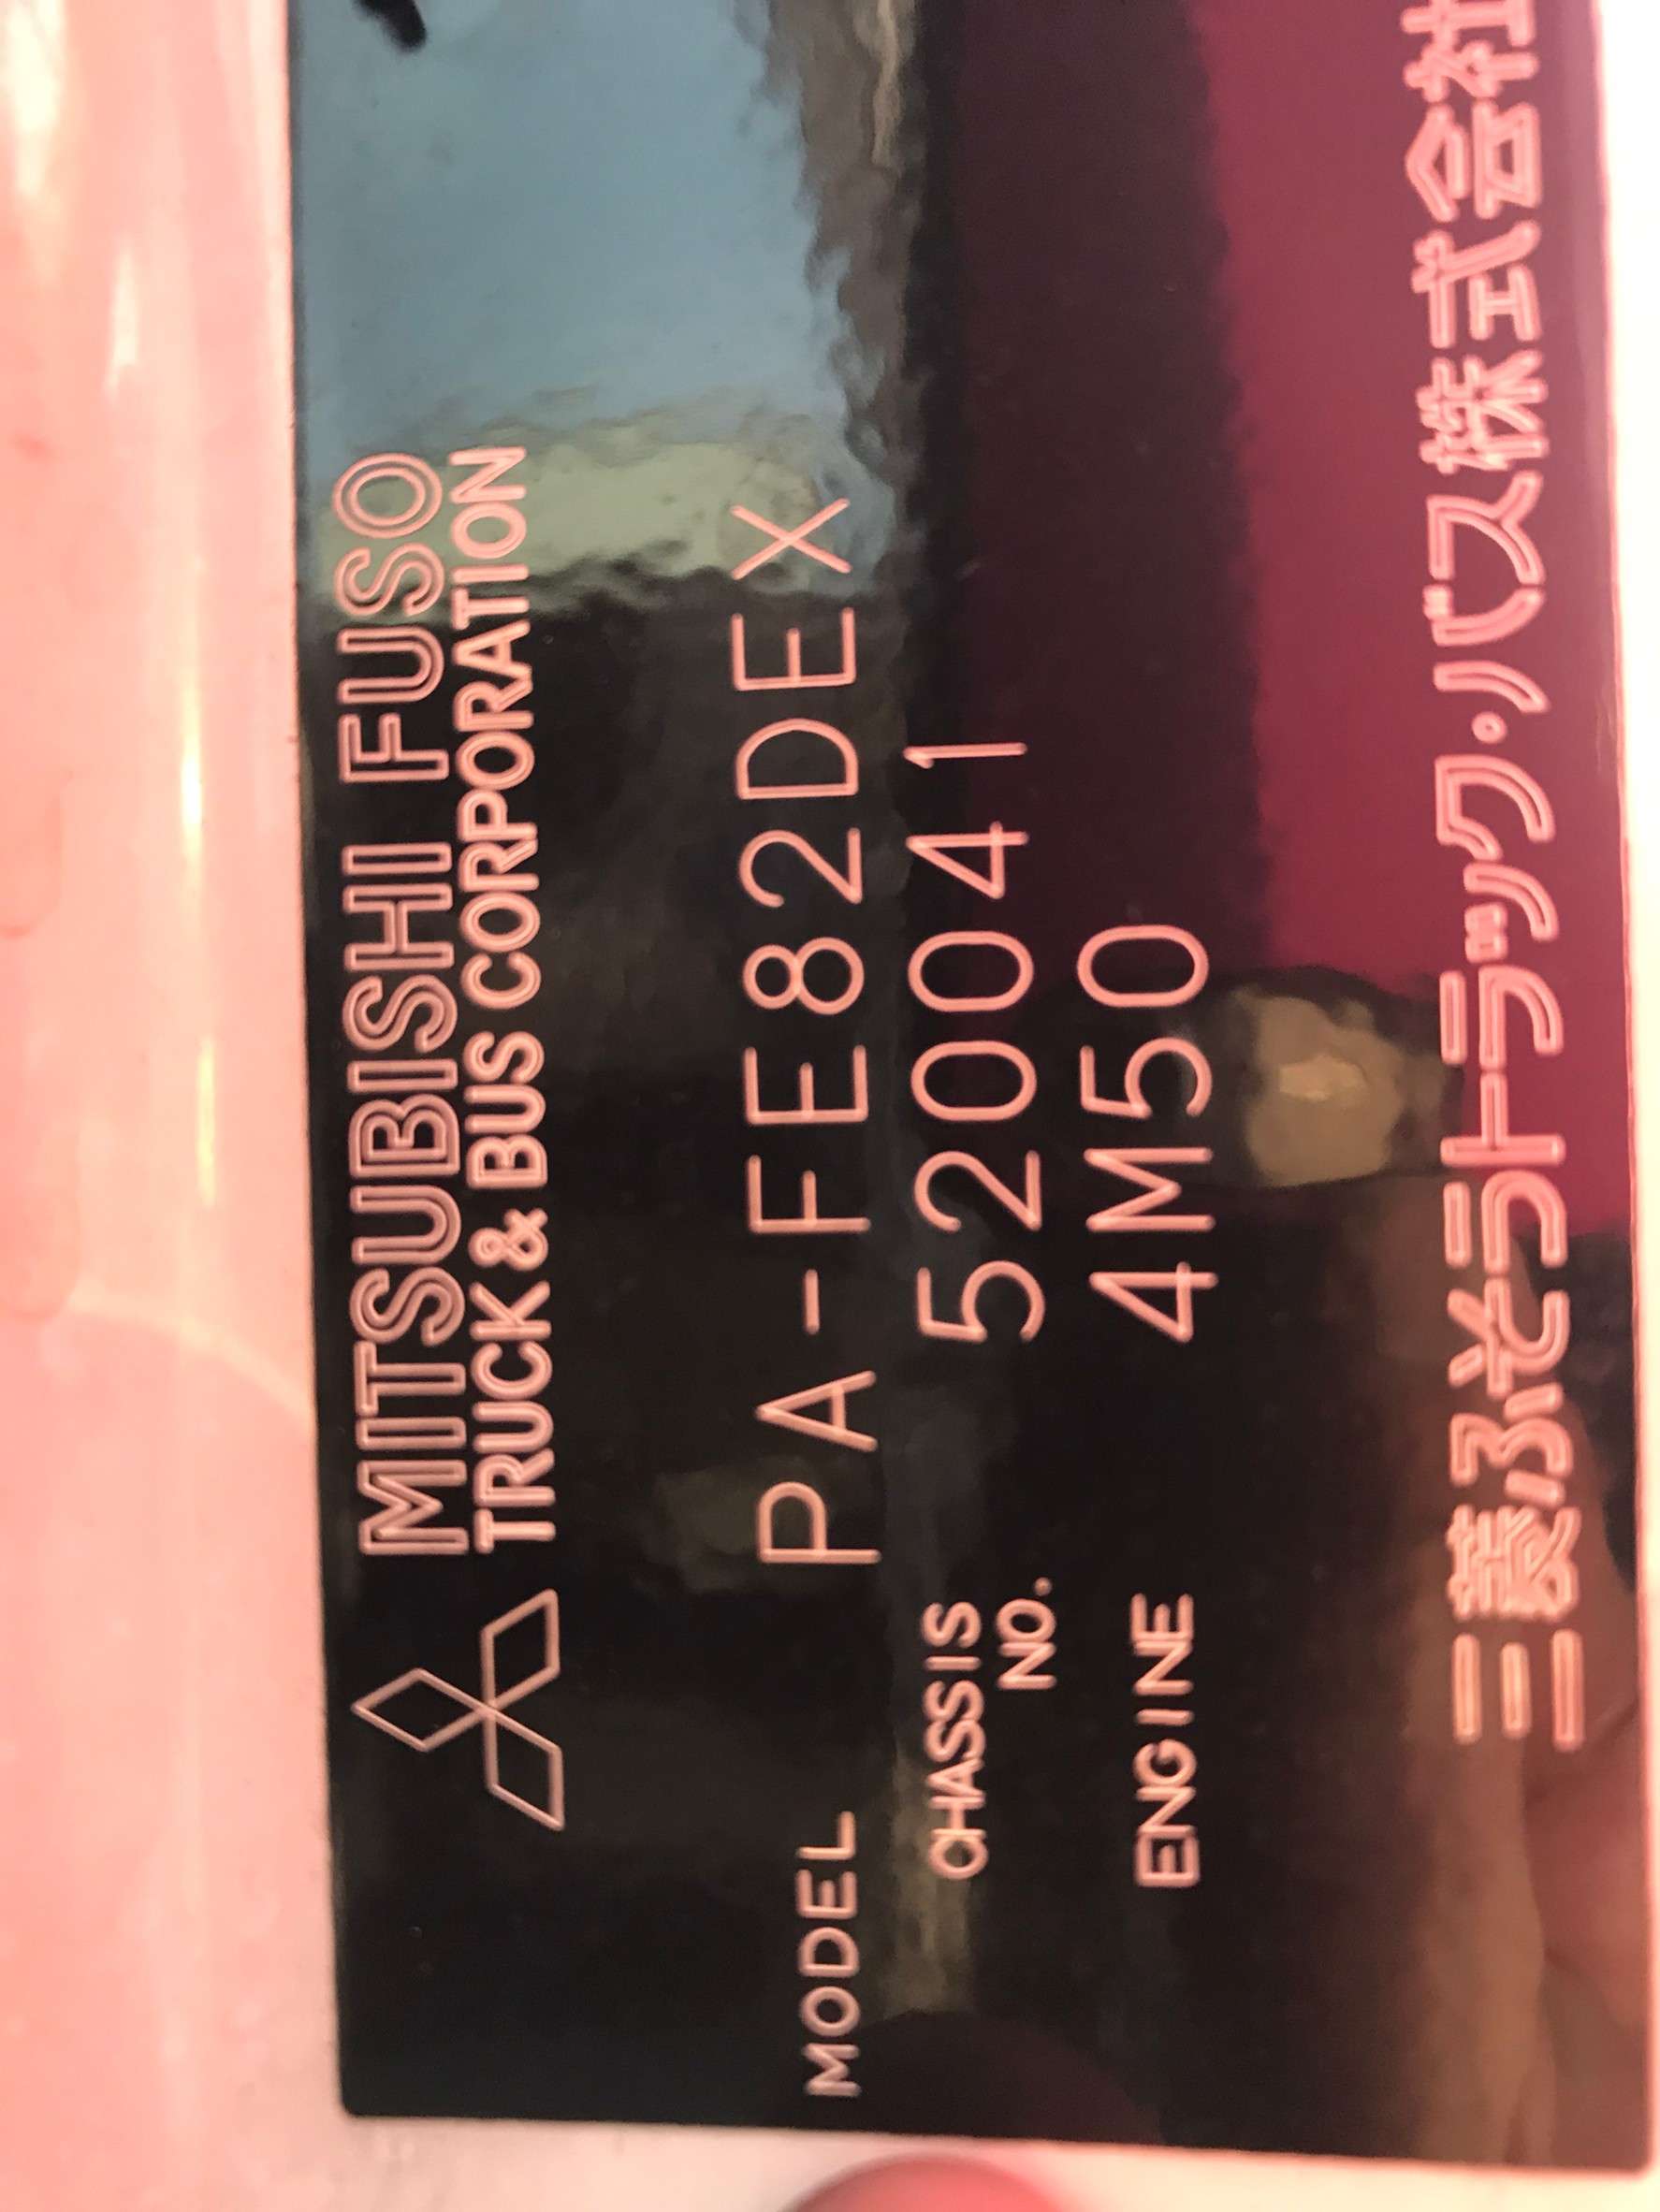 MITSUBISHI FUSO
TRUCK & BUS CORPORATION
MODEL PA-FE82DEX
CHASSIS NO. 520041
ENGINE 4M50
三菱ふそうトラック・バス株式会社